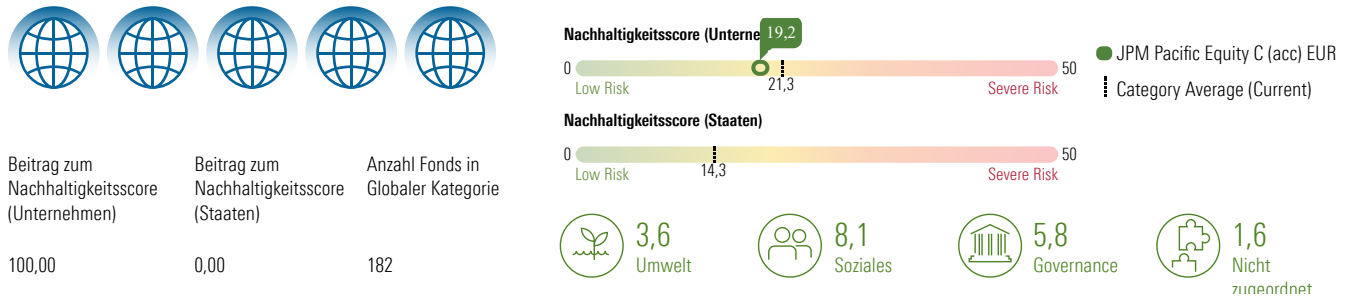 Beitrag zum
Nachhaltigkeitsscore
(Unternehmen)
100,00
Beitrag zum
Nachhaltigkeitsscore
(Staaten)
0,00
Anzahl Fonds in
Globaler Kategorie
182
Nachhaltigkeitsscore (Unterne
19,2
0
50
Low Risk
21,3
Severe Risk
Nachhaltigkeitsscore (Staaten)
0
50
Low Risk
14,3
Severe Risk
JPM Pacific Equity C (acc) EUR
Category Average (Current)
3,6
Umwelt
8,1
Soziales
5,8
Governance
1,6
Nicht
zugeordnet